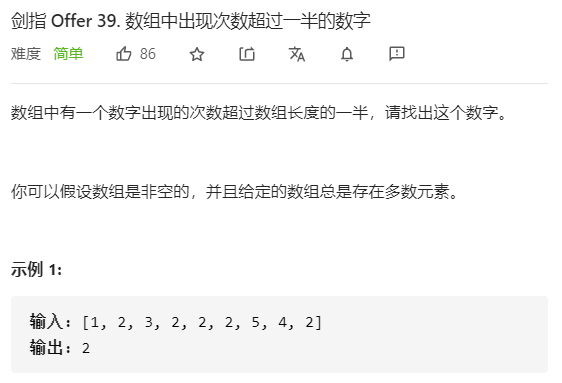 剑指 Offer 39. 数组中出现次数超过一半的数字
难度 简单 86
数组中有一个数字出现的次数超过数组长度的一半，请找出这个数字。
你可以假设数组是非空的，并且给定的数组总是存在多数元素。
示例 1:
输入: [1, 2, 3, 2, 2, 2, 5, 4, 2]
输出: 2